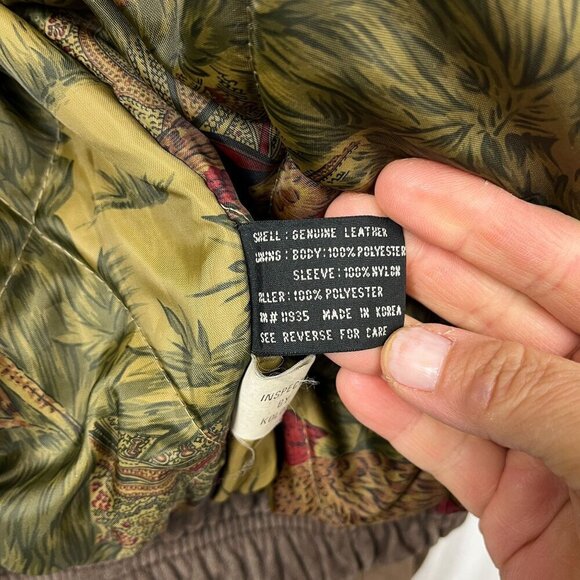 SHELL : GENUINE LEATHER
LINING : BODY : 100% POLYESTER
SLEEVE : 100% NYLON
FILLER : 100% POLYESTER
RN# 11935 MADE IN KOREA
SEE REVERSE FOR CARE
INSPEC
BY